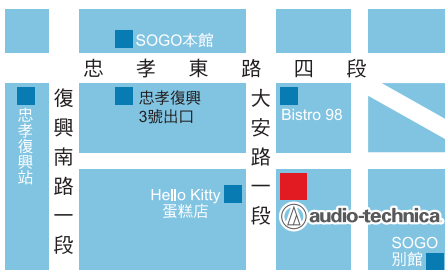 SOGO本館
忠孝東路四段
忠孝復興站
復興南路一段
忠孝復興
3號出口
大安路一段
Bistro 98
Hello Kitty
蛋糕店
audio-technica
SOGO
別館